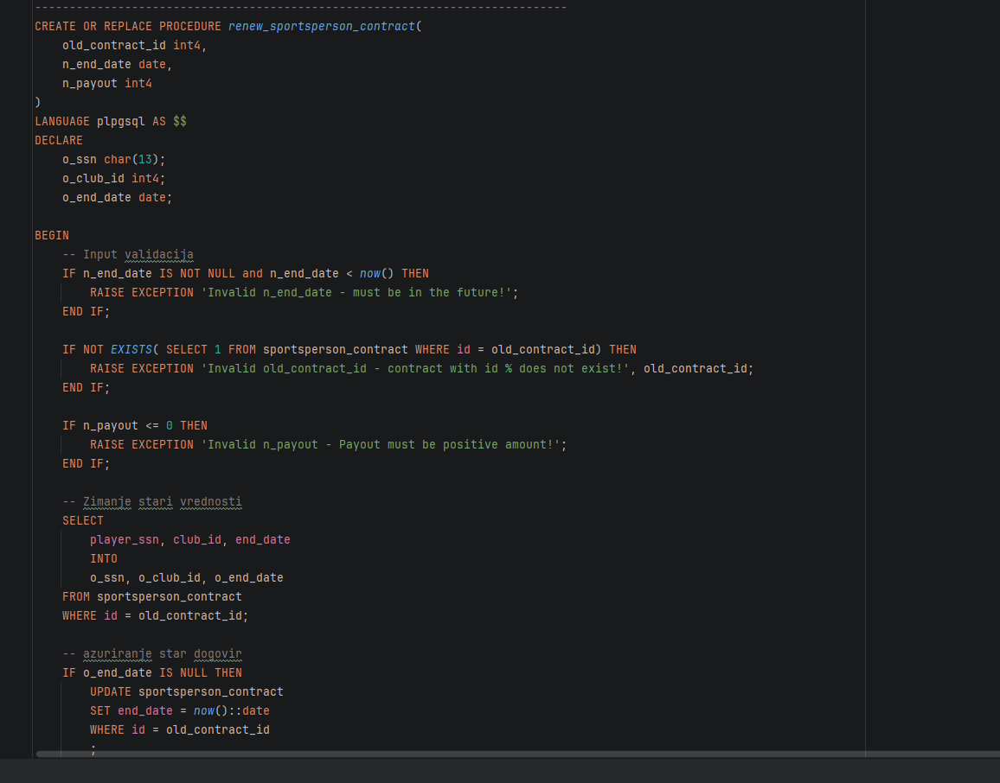 -----------------------------------------------------------------------------
CREATE OR REPLACE PROCEDURE renew_sportsperson_contract(
    old_contract_id int4,
    n_end_date date,
    n_payout int4
)
LANGUAGE plpgsql AS $$
DECLARE
    o_ssn char(13);
    o_club_id int4;
    o_end_date date;

BEGIN
    -- Input validacija
    IF n_end_date IS NOT NULL and n_end_date < now() THEN
        RAISE EXCEPTION 'Invalid n_end_date - must be in the future!';
    END IF;

    IF NOT EXISTS( SELECT 1 FROM sportsperson_contract WHERE id = old_contract_id) THEN
        RAISE EXCEPTION 'Invalid old_contract_id - contract with id % does not exist!', old_contract_id;
    END IF;

    IF n_payout <= 0 THEN
        RAISE EXCEPTION 'Invalid n_payout - Payout must be positive amount!';
    END IF;

    -- Zimanje stari vrednosti
    SELECT
        player_ssn, club_id, end_date
        INTO
        o_ssn, o_club_id, o_end_date
    FROM sportsperson_contract
    WHERE id = old_contract_id;

    -- azuriranje star dogovir
    IF o_end_date IS NULL THEN
        UPDATE sportsperson_contract
        SET end_date = now()::date
        WHERE id = old_contract_id
        ;